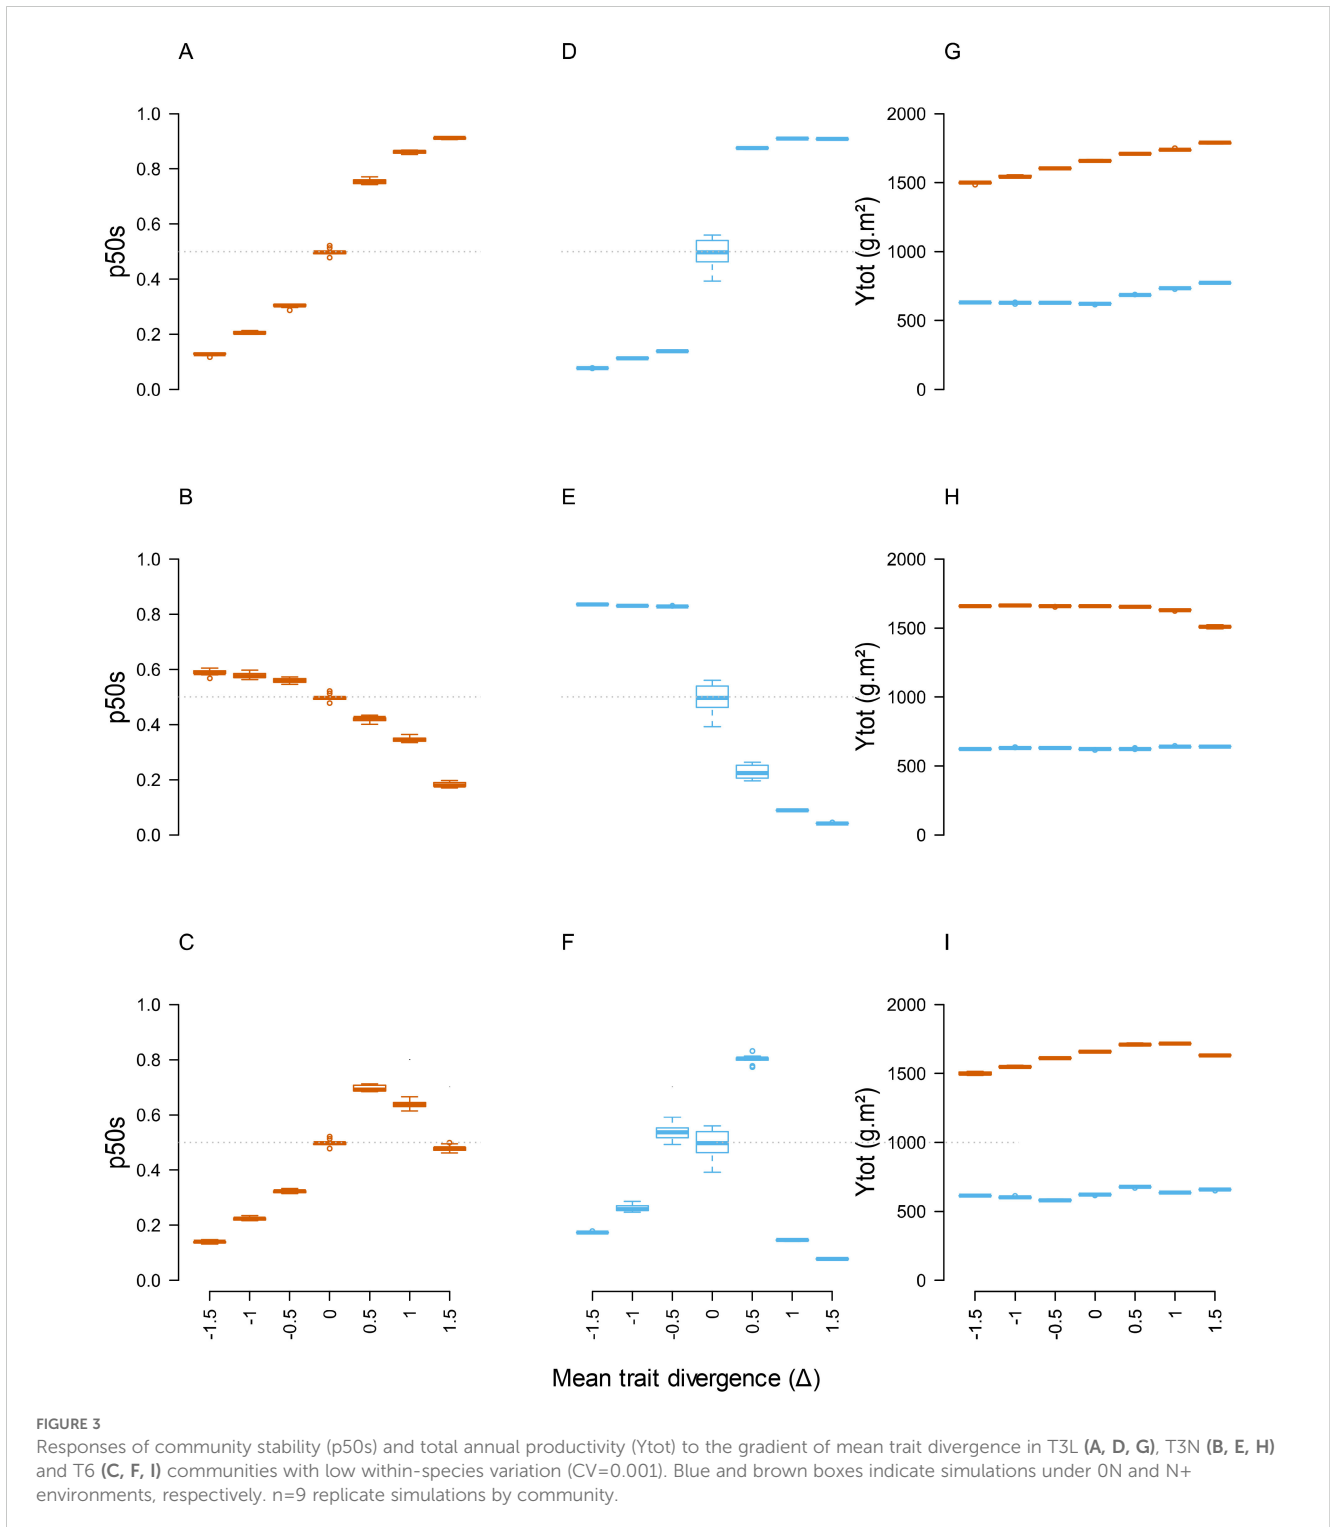 A
D
G
1.0
0.8
0.6
0.4
0.2
0.0
p50s
2000
1500
1000
500
0
Ytot (g.m²)
B
E
H
1.0
0.8
0.6
0.4
0.2
0.0
p50s
2000
1500
1000
500
0
Ytot (g.m²)
C
F
I
1.0
0.8
0.6
0.4
0.2
0.0
p50s
2000
1500
1000
500
0
Ytot (g.m²)
-1.5 -1 -0.5 0 0.5 1 1.5
-1.5 -1 -0.5 0 0.5 1 1.5
-1.5 -1 -0.5 0 0.5 1 1.5
Mean trait divergence (Δ)
FIGURE 3
Responses of community stability (p50s) and total annual productivity (Ytot) to the gradient of mean trait divergence in T3L (A, D, G), T3N (B, E, H)
and T6 (C, F, I) communities with low within-species variation (CV=0.001). Blue and brown boxes indicate simulations under 0N and N+
environments, respectively. n=9 replicate simulations by community.